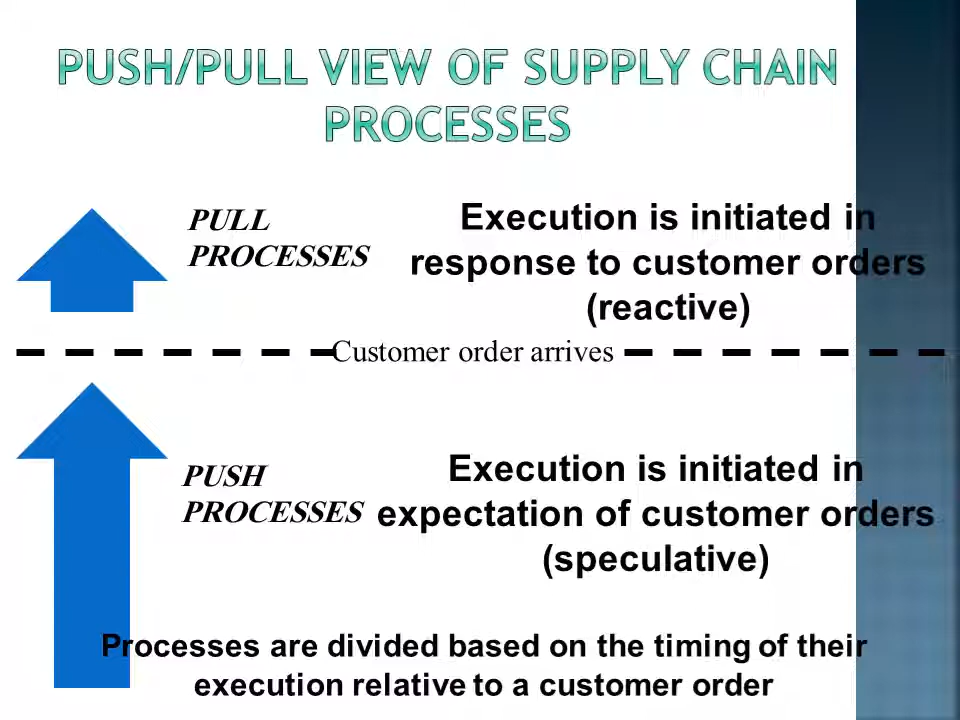 PUSH/PULL VIEW OF SUPPLY CHAIN
PROCESSES
PULL
PROCESSES
Execution is initiated in
response to customer orders
(reactive)
Customer order arrives
PUSH
PROCESSES
Execution is initiated in
expectation of customer orders
(speculative)
Processes are divided based on the timing of their
execution relative to a customer order